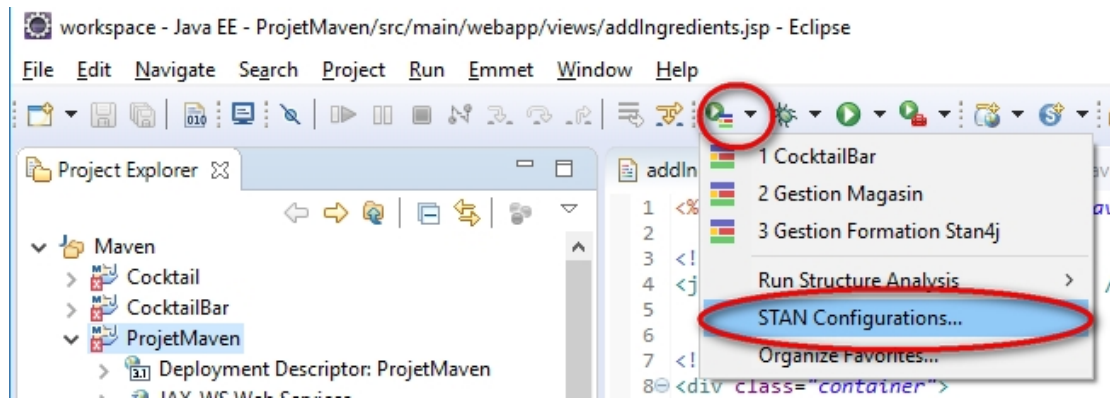 workspace - Java EE - ProjetMaven/src/main/webapp/views/addIngredients.jsp - Eclipse
File Edit Navigate Search Project Run Emmet Window Help
010
Project Explorer
addIn
1 CocktailBar
2 Gestion Magasin
3 Gestion Formation Stan4j
Run Structure Analysis
STAN Configurations...
Organize Favorites...
Maven
Cocktail
CocktailBar
ProjetMaven
Deployment Descriptor: ProjetMaven
1 <%
2
3 <!
4 <j
5
6
7 <!
8 <div class="container">